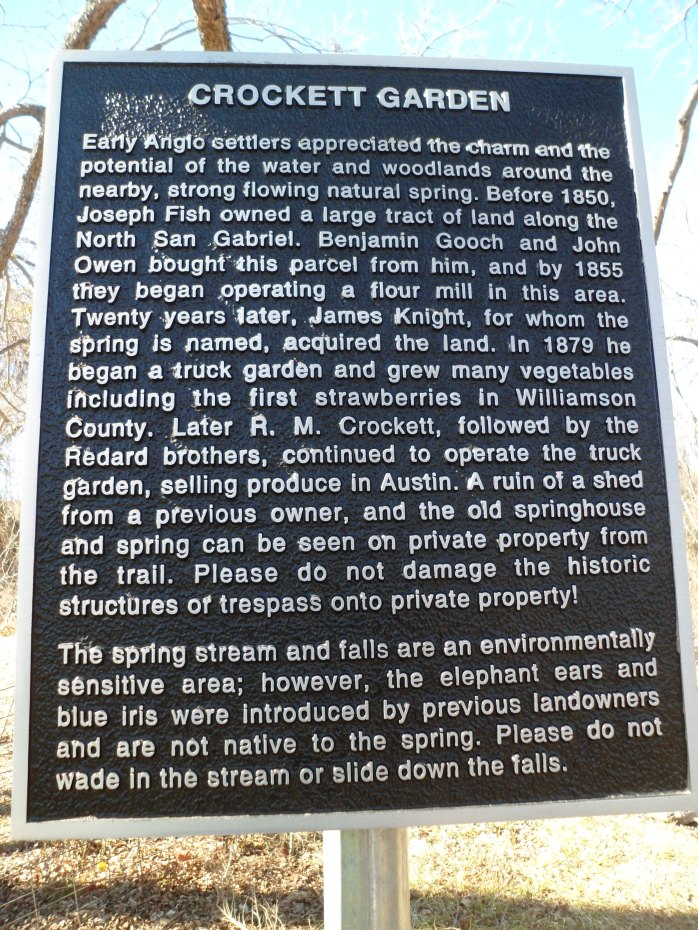 CROCKETT GARDEN
Early Anglo settlers appreciated the charm and the
potential of the water and woodlands around the
nearby, strong flowing natural spring. Before 1850,
Joseph Fish owned a large tract of land along the
North San Gabriel. Benjamin Gooch and John
Owen bought this parcel from him, and by 1855
they began operating a flour mill in this area.
Twenty years later, James Knight, for whom the
spring is named, acquired the land. In 1879 he
began a truck garden and grew many vegetables
including the first strawberries in Williamson
County. Later R. M. Crockett, followed by the
Redard brothers, continued to operate the truck
garden, selling produce in Austin. A ruin of a shed
from a previous owner, and the old springhouse
and spring can be seen on private property from
the trail. Please do not damage the historic
structures or trespass onto private property!
The spring stream and falls are an environmentally
sensitive area; however, the elephant ears and
blue iris were introduced by previous landowners
and are not native to the spring. Please do not
wade in the stream or slide down the falls.